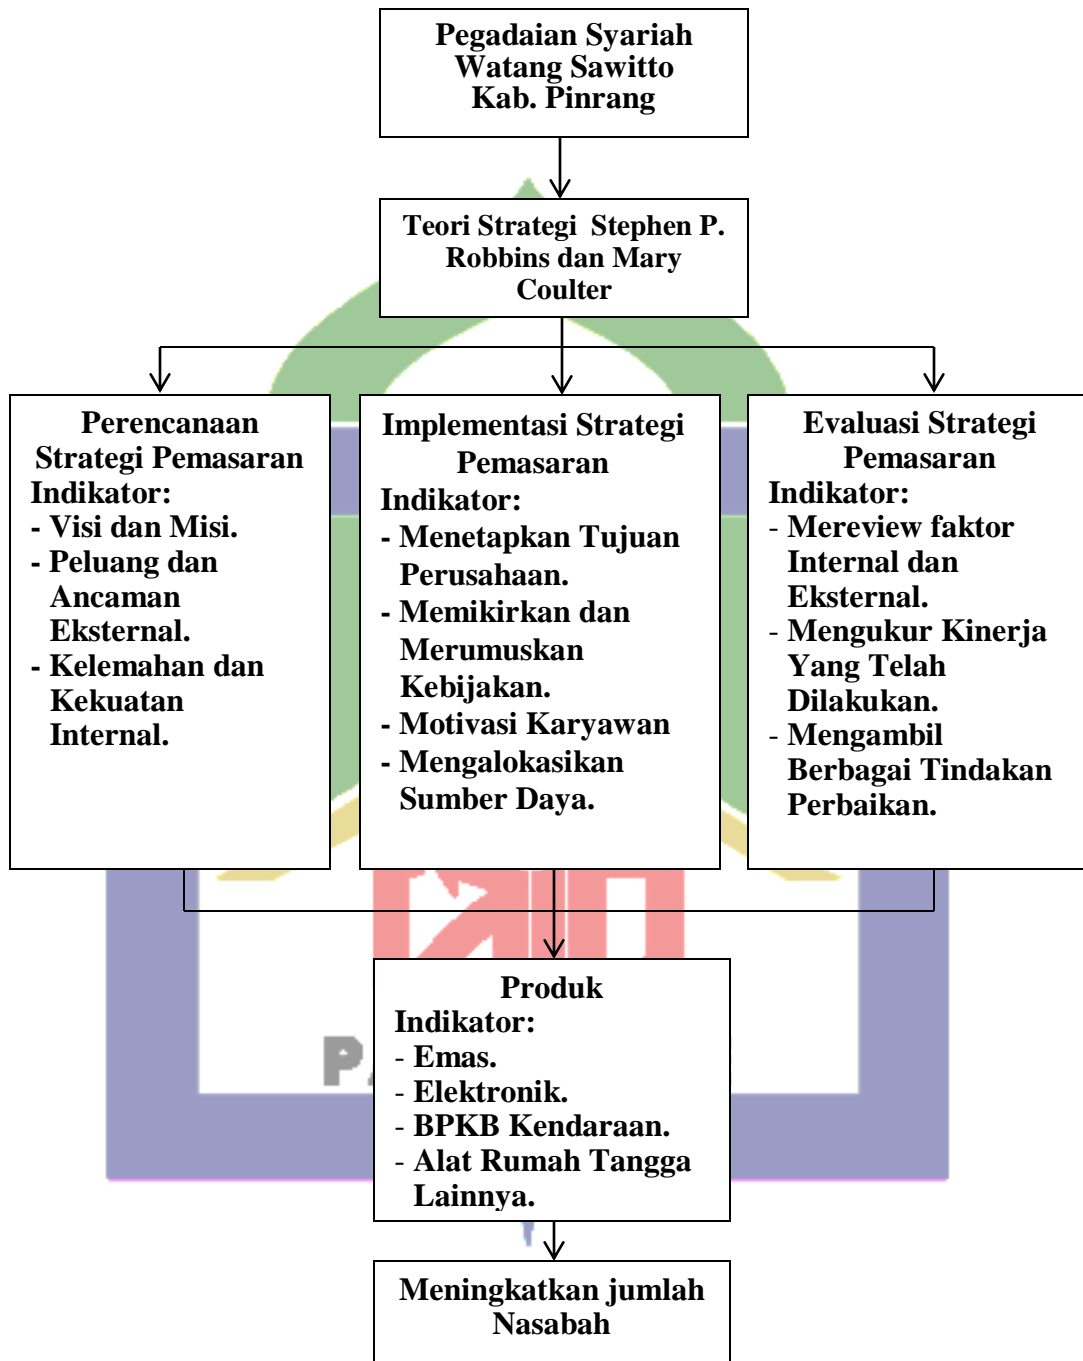 Pegadaian Syariah
Watang Sawitto
Kab. Pinrang
Teori Strategi Stephen P.
Robbins dan Mary
Coulter
Perencanaan
Strategi Pemasaran
Indikator:
- Visi dan Misi.
- Peluang dan
Ancaman
Eksternal.
- Kelemahan dan
Kekuatan
Internal.
Implementasi Strategi
Pemasaran
Indikator:
- Menetapkan Tujuan
Perusahaan.
- Memikirkan dan
Merumuskan
Kebijakan.
- Motivasi Karyawan
- Mengalokasikan
Sumber Daya.
Evaluasi Strategi
Pemasaran
Indikator:
- Mereview faktor
Internal dan
Eksternal.
- Mengukur Kinerja
Yang Telah
Dilakukan.
- Mengambil
Berbagai Tindakan
Perbaikan.
Produk
Indikator:
- Emas.
- Elektronik.
- BPKB Kendaraan.
- Alat Rumah Tangga
Lainnya.
Meningkatkan jumlah
Nasabah